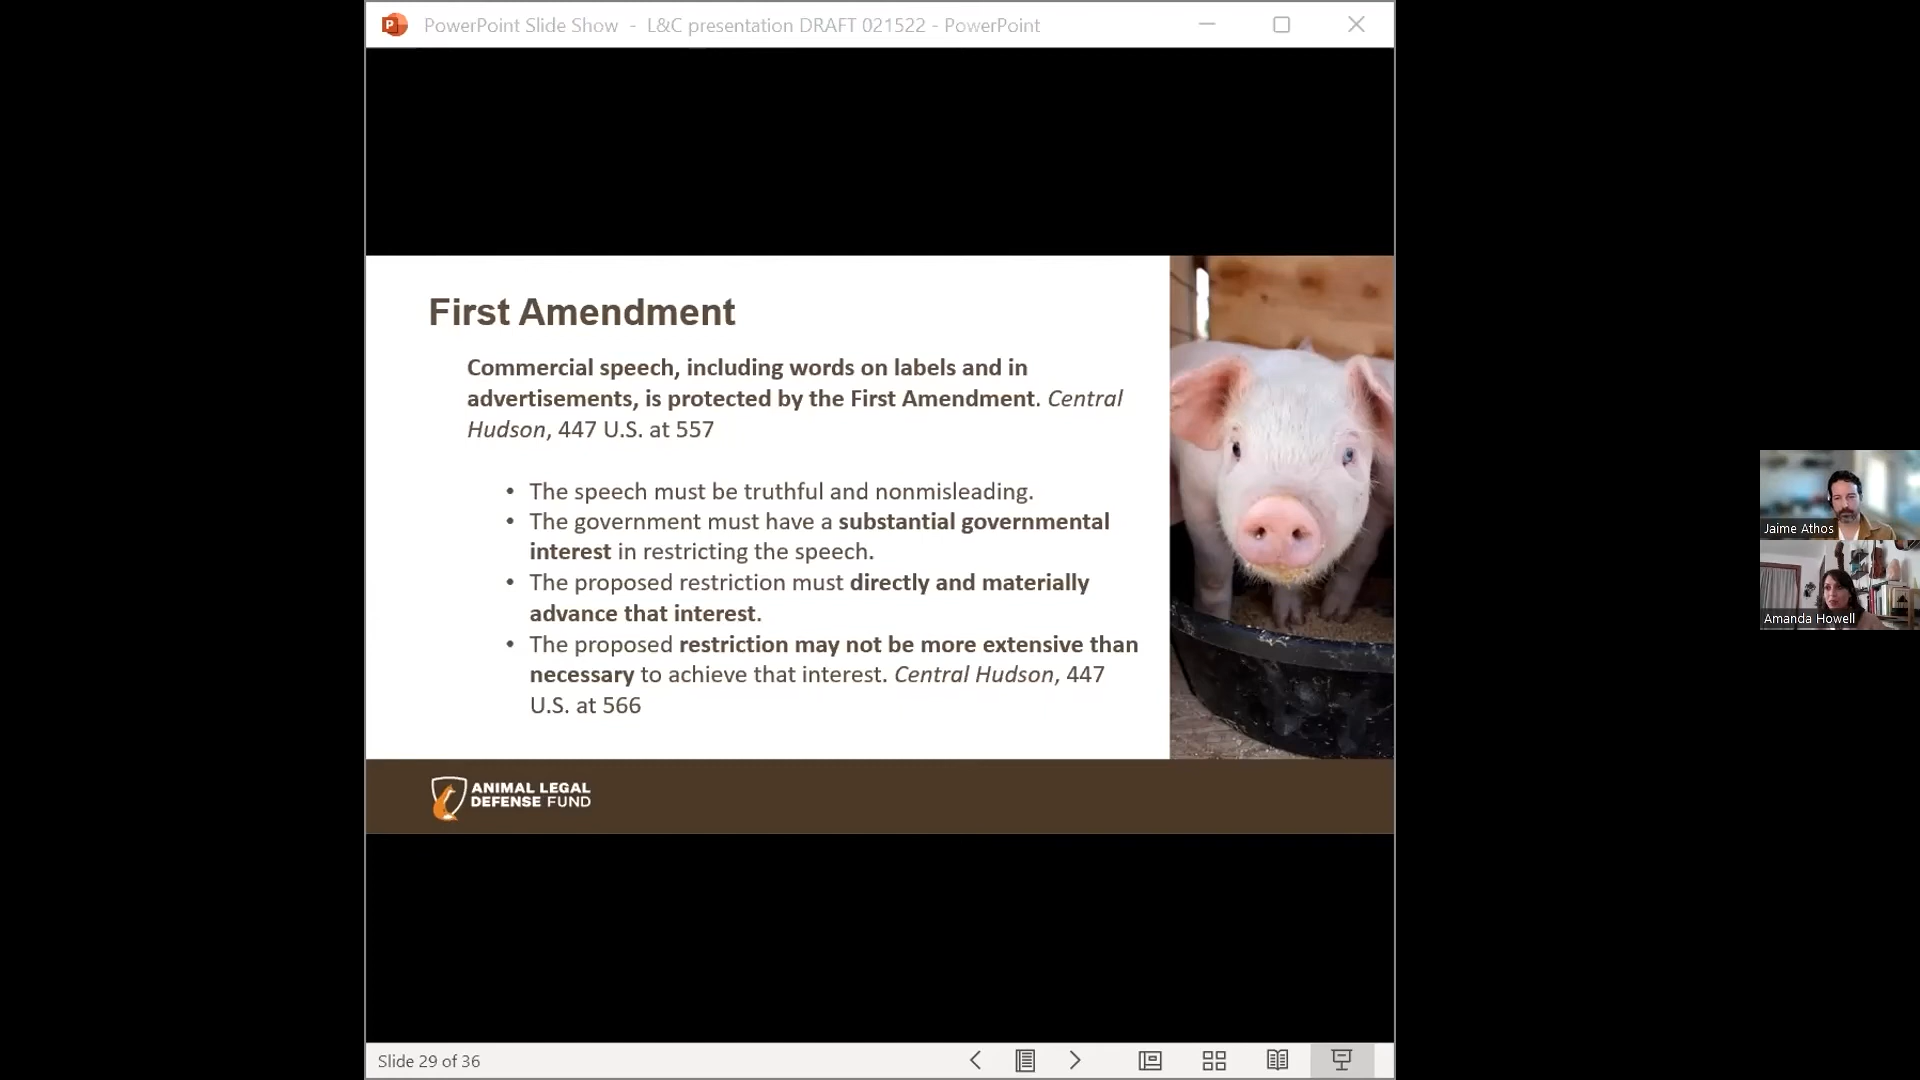 PowerPoint Slide Show - L&C presentation DRAFT 021522 - PowerPoint
First Amendment
Commercial speech, including words on labels and in
advertisements, is protected by the First Amendment. Central
Hudson, 447 U.S. at 557
• The speech must be truthful and nonmisleading.
• The government must have a substantial governmental
interest in restricting the speech.
• The proposed restriction must directly and materially
advance that interest.
• The proposed restriction may not be more extensive than
necessary to achieve that interest. Central Hudson, 447
U.S. at 566
ANIMAL LEGAL
DEFENSE FUND
Jaime Athos
Amanda Howell
Slide 29 of 36